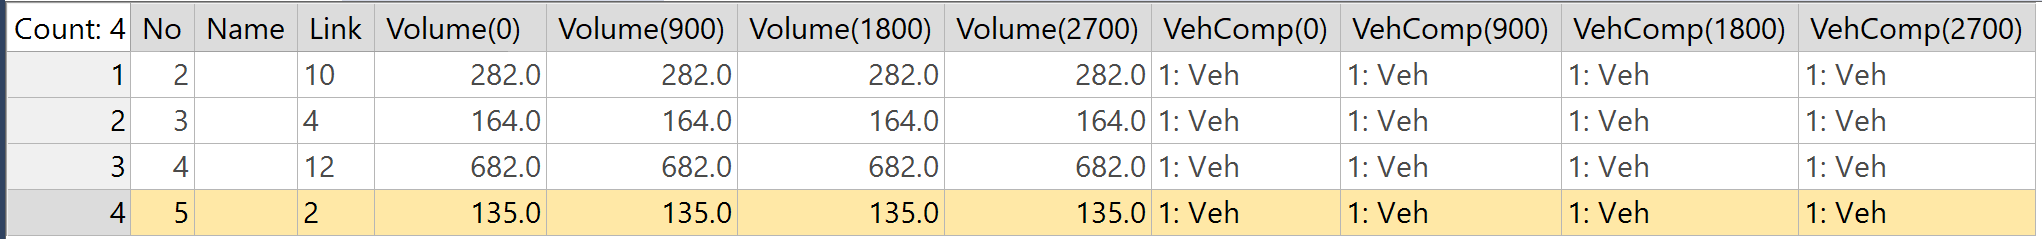 Count: 4 No Name Link Volume(0) Volume(900) Volume(1800) Volume(2700) VehComp(0) VehComp(900) VehComp(1800) VehComp(2700)
1 2 10 282.0 282.0 282.0 282.0 1: Veh 1: Veh 1: Veh 1: Veh
2 3 4 164.0 164.0 164.0 164.0 1: Veh 1: Veh 1: Veh 1: Veh
3 4 12 682.0 682.0 682.0 682.0 1: Veh 1: Veh 1: Veh 1: Veh
4 5 2 135.0 135.0 135.0 135.0 1: Veh 1: Veh 1: Veh 1: Veh